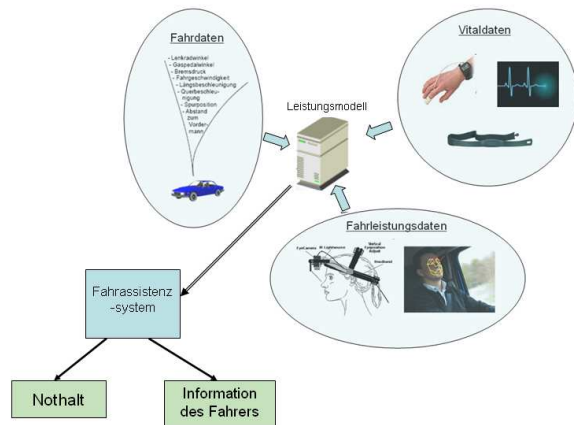 Fahrdaten
- Lenkradwinkel
- Gaspedalwinkel
- Bremsdruck
- Fahrgeschwindigkeit
- Längsbeschleunigung
- Querbeschleu-
nigung
- Spurposition
- Abstand
zum
Vorder-
mann
Leistungsmodell
Vitaldaten
Fahrleistungsdaten
Fahrassistenz
-system
Nothalt
Information
des Fahrers